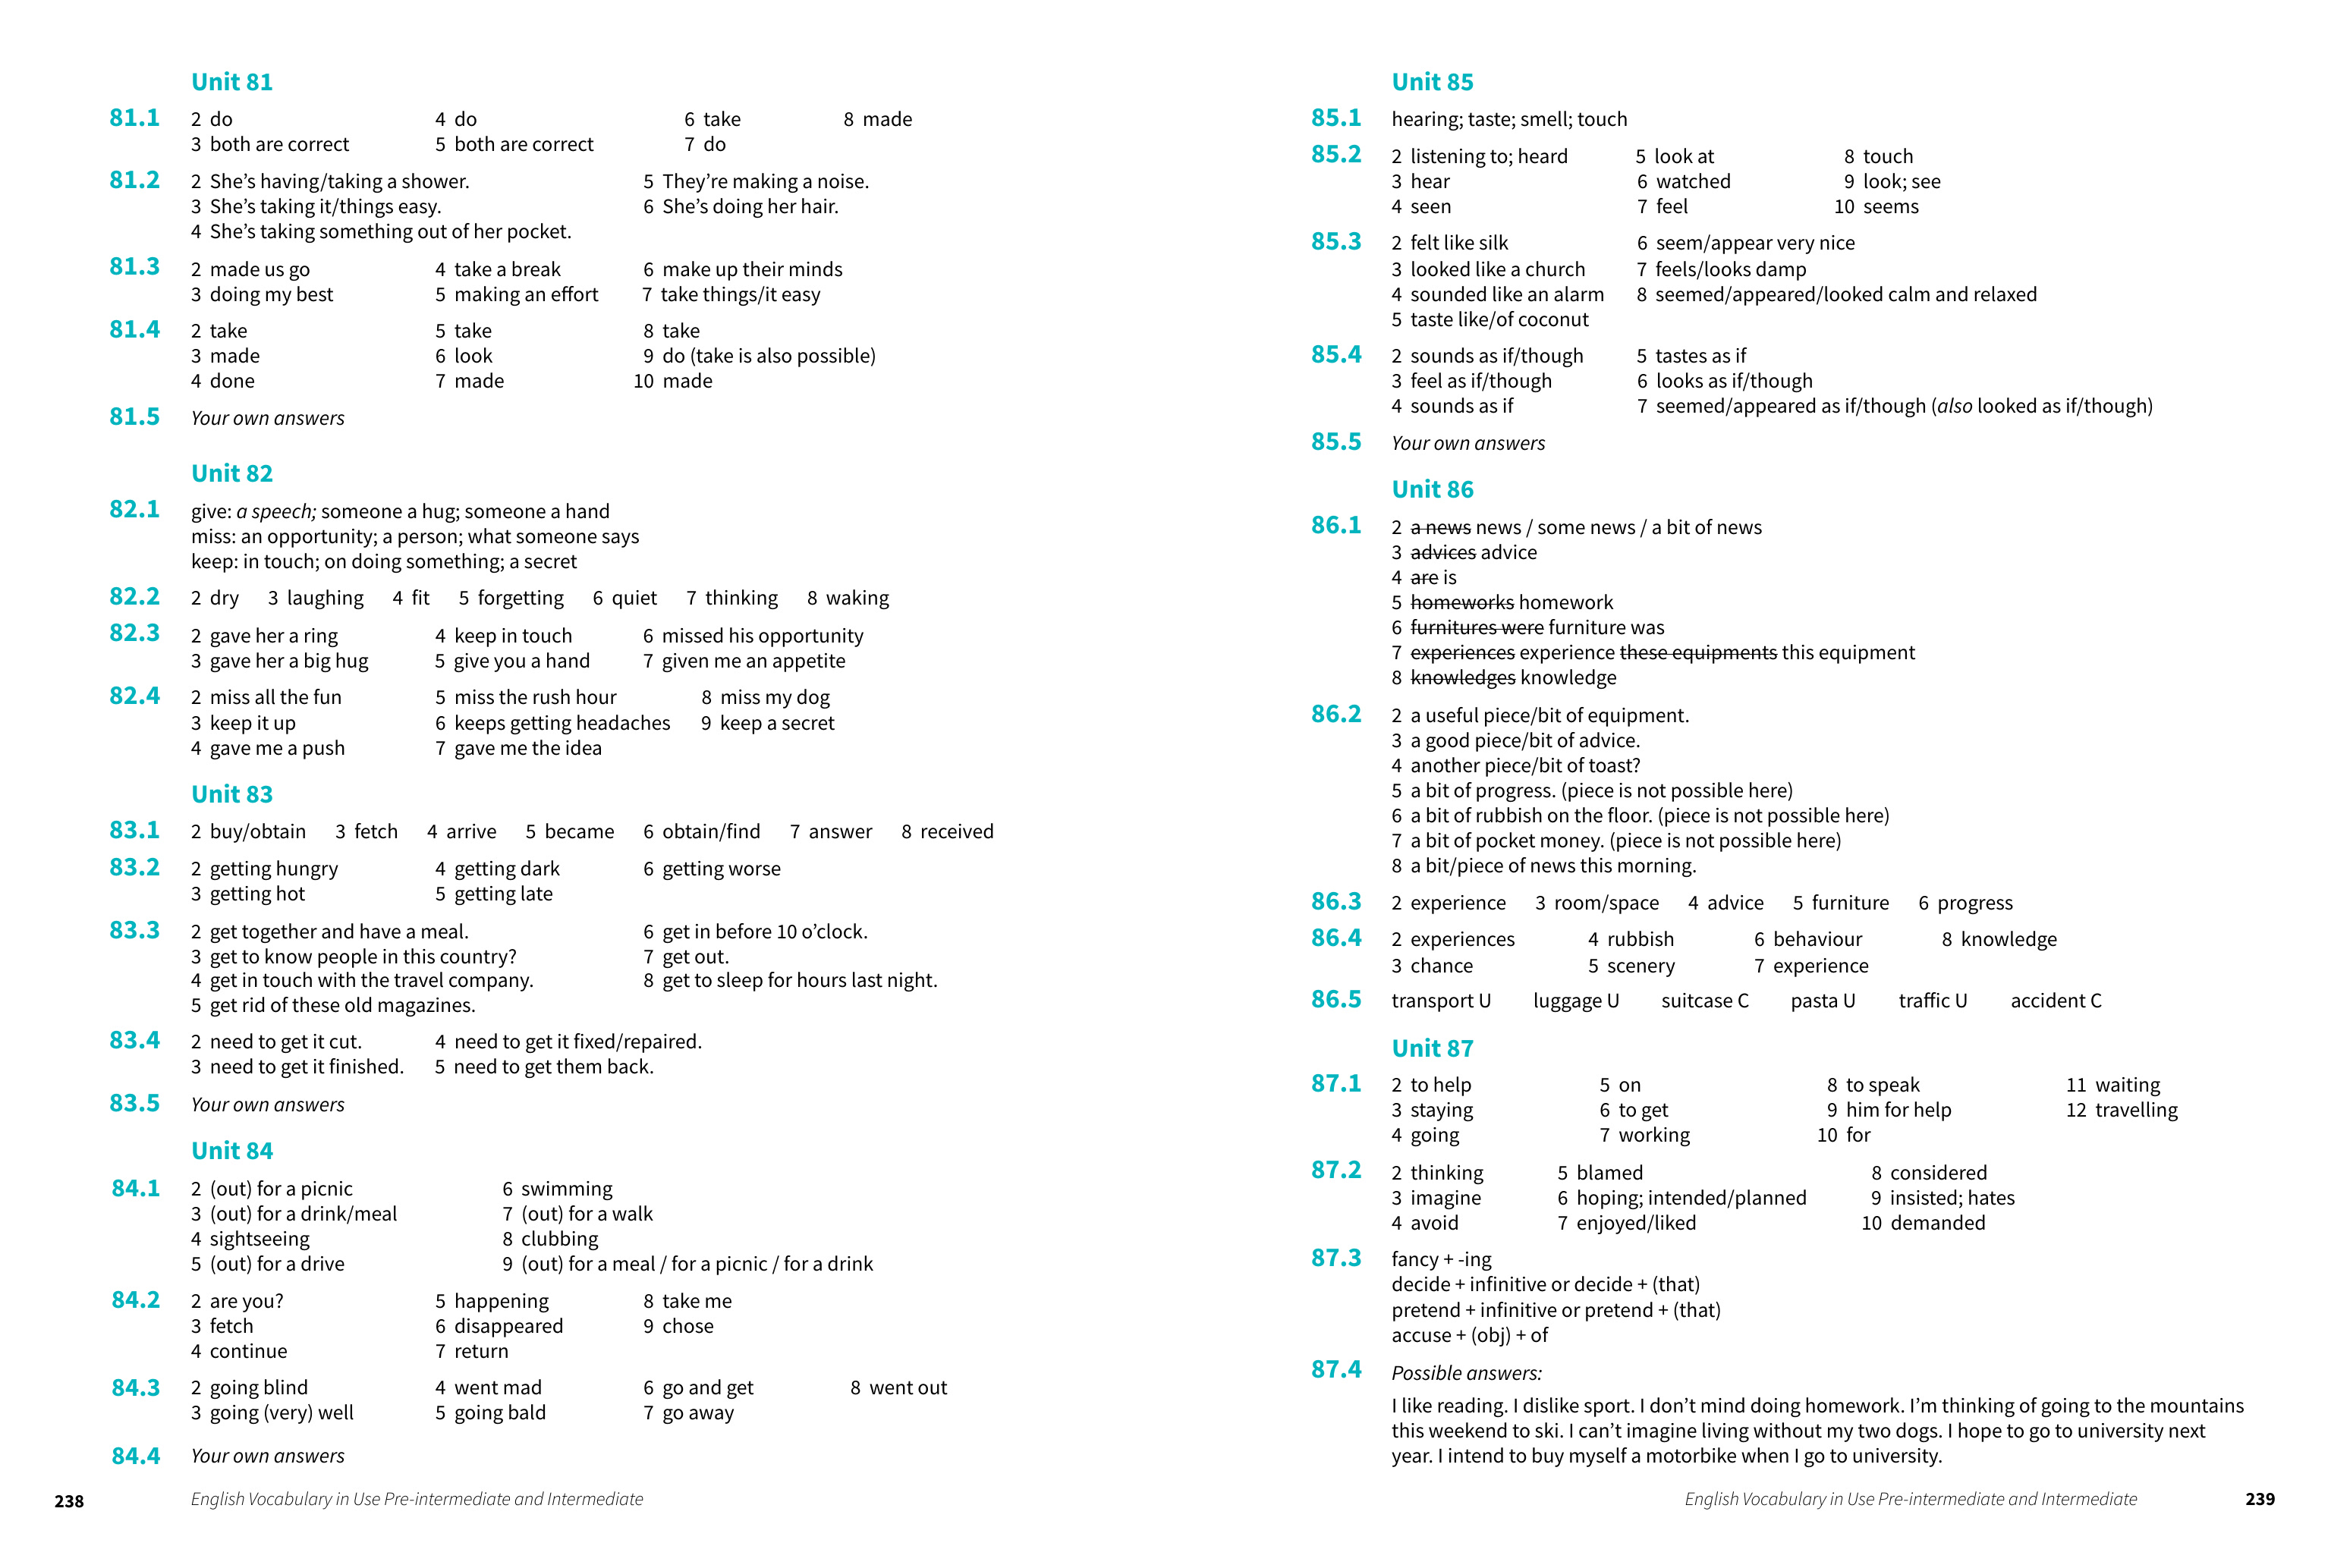 Unit 81
81.1 2 do 4 do 6 take 8 made
3 both are correct 5 both are correct 7 do
81.2 2 She’s having/taking a shower. 5 They’re making a noise.
3 She’s taking it/things easy. 6 She’s doing her hair.
4 She’s taking something out of her pocket.
81.3 2 made us go 4 take a break 6 make up their minds
3 doing my best 5 making an effort 7 take things/it easy
81.4 2 take 5 take 8 take
3 made 6 look 9 do (take is also possible)
4 done 7 made 10 made
81.5 Your own answers
Unit 82
82.1 give: a speech; someone a hug; someone a hand
miss: an opportunity; a person; what someone says
keep: in touch; on doing something; a secret
82.2 2 dry 3 laughing 4 fit 5 forgetting 6 quiet 7 thinking 8 waking
82.3 2 gave her a ring 4 keep in touch 6 missed his opportunity
3 gave her a big hug 5 give you a hand 7 given me an appetite
82.4 2 miss all the fun 5 miss the rush hour 8 miss my dog
3 keep it up 6 keeps getting headaches 9 keep a secret
4 gave me a push 7 gave me the idea
Unit 83
83.1 2 buy/obtain 3 fetch 4 arrive 5 became 6 obtain/find 7 answer 8 received
83.2 2 getting hungry 4 getting dark 6 getting worse
3 getting hot 5 getting late
83.3 2 get together and have a meal. 6 get in before 10 o’clock.
3 get to know people in this country? 7 get out.
4 get in touch with the travel company. 8 get to sleep for hours last night.
5 get rid of these old magazines.
83.4 2 need to get it cut. 4 need to get it fixed/repaired.
3 need to get it finished. 5 need to get them back.
83.5 Your own answers
Unit 84
84.1 2 (out) for a picnic 6 swimming
3 (out) for a drink/meal 7 (out) for a walk
4 sightseeing 8 clubbing
5 (out) for a drive 9 (out) for a meal / for a picnic / for a drink
84.2 2 are you? 5 happening 8 take me
3 fetch 6 disappeared 9 chose
4 continue 7 return
84.3 2 going blind 4 went mad 6 go and get 8 went out
3 going (very) well 5 going bald 7 go away
84.4 Your own answers
238 English Vocabulary in Use Pre-intermediate and Intermediate
Unit 85
85.1 hearing; taste; smell; touch
85.2 2 listening to; heard 5 look at 8 touch
3 hear 6 watched 9 look; see
4 seen 7 feel 10 seems
85.3 2 felt like silk 6 seem/appear very nice
3 looked like a church 7 feels/looks damp
4 sounded like an alarm 8 seemed/appeared/looked calm and relaxed
5 taste like/of coconut
85.4 2 sounds as if/though 5 tastes as if
3 feel as if/though 6 looks as if/though
4 sounds as if 7 seemed/appeared as if/though (also looked as if/though)
85.5 Your own answers
Unit 86
86.1 2 a news news / some news / a bit of news
3 advices advice
4 are is
5 homeworks homework
6 furnitures were furniture was
7 experiences experience these equipments this equipment
8 knowledges knowledge
86.2 2 a useful piece/bit of equipment.
3 a good piece/bit of advice.
4 another piece/bit of toast?
5 a bit of progress. (piece is not possible here)
6 a bit of rubbish on the floor. (piece is not possible here)
7 a bit of pocket money. (piece is not possible here)
8 a bit/piece of news this morning.
86.3 2 experience 3 room/space 4 advice 5 furniture 6 progress
86.4 2 experiences 4 rubbish 6 behaviour 8 knowledge
3 chance 5 scenery 7 experience
86.5 transport U luggage U suitcase C pasta U traffic U accident C
Unit 87
87.1 2 to help 5 on 8 to speak 11 waiting
3 staying 6 to get 9 him for help 12 travelling
4 going 7 working 10 for
87.2 2 thinking 5 blamed 8 considered
3 imagine 6 hoping; intended/planned 9 insisted; hates
4 avoid 7 enjoyed/liked 10 demanded
87.3 fancy + -ing
decide + infinitive or decide + (that)
pretend + infinitive or pretend + (that)
accuse + (obj) + of
87.4 Possible answers:
I like reading. I dislike sport. I don’t mind doing homework. I’m thinking of going to the mountains
this weekend to ski. I can’t imagine living without my two dogs. I hope to go to university next
year. I intend to buy myself a motorbike when I go to university.
English Vocabulary in Use Pre-intermediate and Intermediate 239